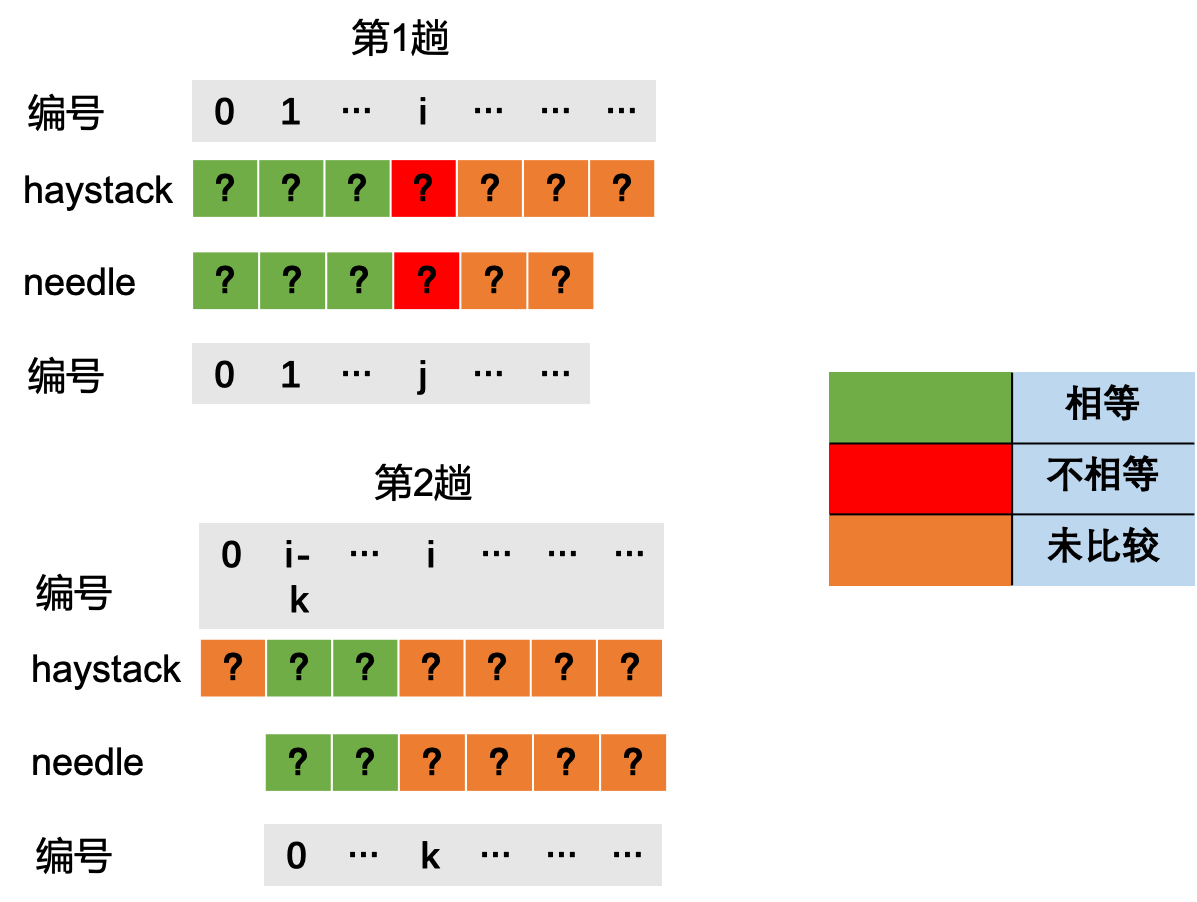 第1趟
编号 0 1 ··· i ··· ··· ···
haystack ? ? ? ? ? ? ?
needle ? ? ? ? ? ?
编号 0 1 ··· j ··· ···
相等
不相等
未比较
第2趟
编号 0 i-k ··· i ··· ··· ···
haystack ? ? ? ? ? ? ?
needle ? ? ? ? ? ?
编号 0 ··· k ··· ··· ···